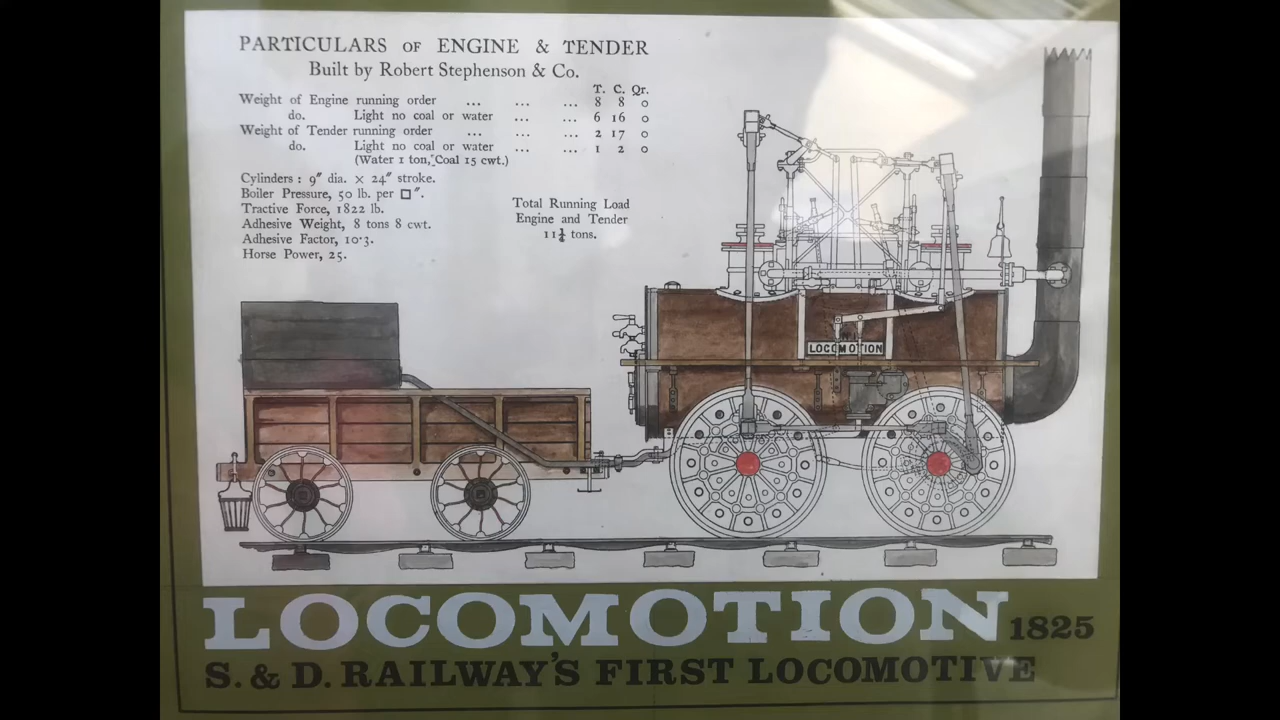 PARTICULARS OF ENGINE & TENDER
Built by Robert Stephenson & Co.
T. C. Qr.
Weight of Engine running order ... ... ... 8 8 0
do. Light no coal or water ... ... 6 16 0
Weight of Tender running order ... ... 2 17 0
do. Light no coal or water ... ... 1 2 0
(Water 1 ton, Coal 15 cwt.)
Cylinders : 9″ dia. × 24″ stroke.
Boiler Pressure, 50 lb. per □″.
Tractive Force, 1822 lb.
Adhesive Weight, 8 tons 8 cwt.
Adhesive Factor, 10·3.
Horse Power, 25.
Total Running Load
Engine and Tender
11¼ tons.
LOCOMOTION
LOCOMOTION 1825
S. & D. RAILWAY'S FIRST LOCOMOTIVE